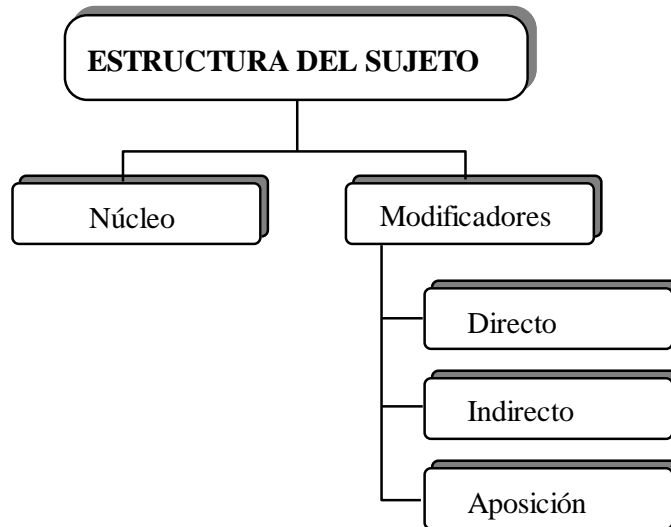 ESTRUCTURA DEL SUJETO
Núcleo
Modificadores
Directo
Indirecto
Aposición